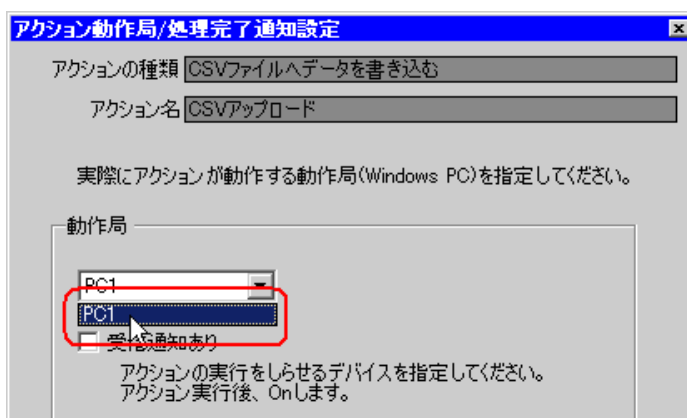 アクション動作局/処理完了通知設定
アクションの種類 CSVファイルへデータを書き込む
アクション名 CSVアップロード
実際にアクションが動作する動作局(Windows PC)を指定してください。
動作局
PC1
PC1
受信通知あり
アクションの実行をしらせるデバイスを指定してください。
アクション実行後、Onします。